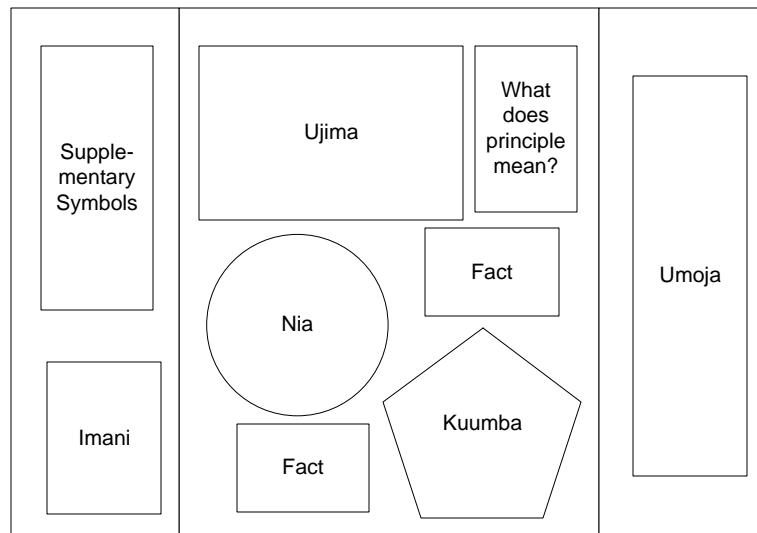 Supple-
mentary
Symbols
Imani
Ujima
What
does
principle
mean?
Fact
Nia
Kuumba
Fact
Umoja